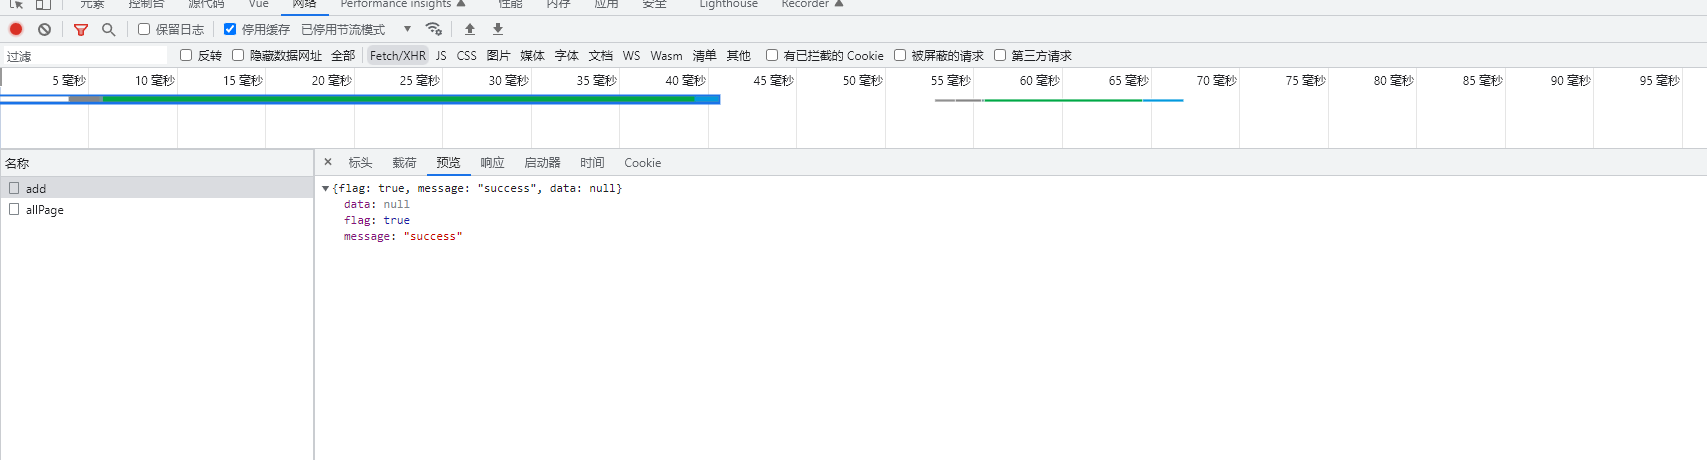 元素 控制台 源代码 Vue 网络 Performance insights 性能 内存 应用 安全 Lighthouse Recorder
保留日志 停用缓存 已停用节流模式
过滤 反转 隐藏数据网址 全部 Fetch/XHR JS CSS 图片 媒体 字体 文档 WS Wasm 清单 其他 有已拦截的 Cookie 被屏蔽的请求 第三方请求
5 毫秒 10 毫秒 15 毫秒 20 毫秒 25 毫秒 30 毫秒 35 毫秒 40 毫秒 45 毫秒 50 毫秒 55 毫秒 60 毫秒 65 毫秒 70 毫秒 75 毫秒 80 毫秒 85 毫秒 90 毫秒 95 毫秒
名称
add
allPage
× 标头 载荷 预览 响应 启动器 时间 Cookie
▼{flag: true, message: "success", data: null}
data: null
flag: true
message: "success"